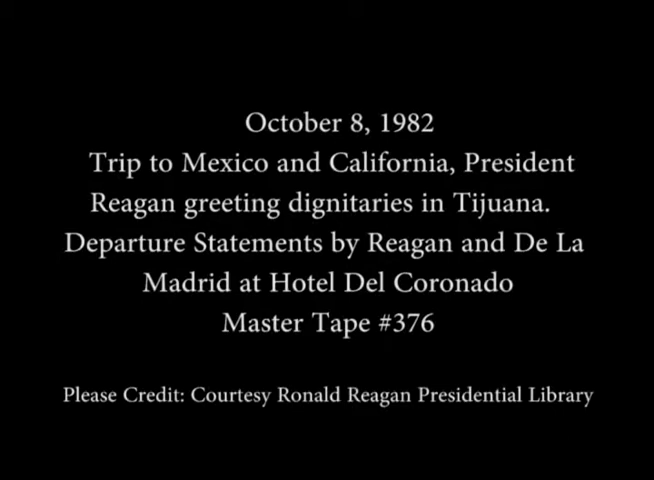 October 8, 1982
Trip to Mexico and California, President
Reagan greeting dignitaries in Tijuana.
Departure Statements by Reagan and De La
Madrid at Hotel Del Coronado
Master Tape #376
Please Credit: Courtesy Ronald Reagan Presidential Library